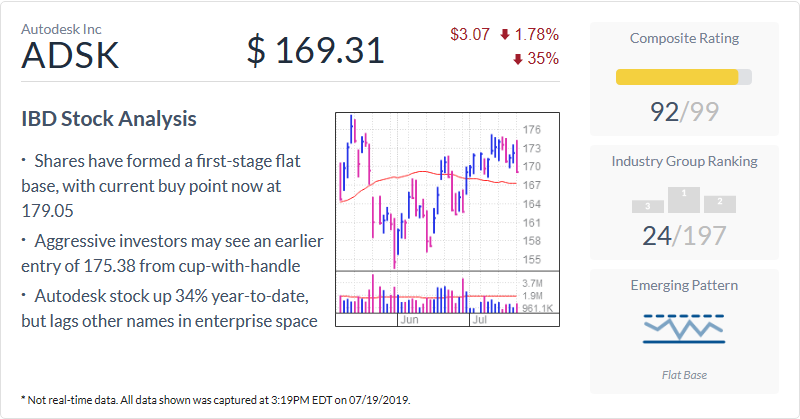 Autodesk Inc
ADSK
$ 169.31
$3.07 1.78%
35%
IBD Stock Analysis
· Shares have formed a first-stage flat
base, with current buy point now at
179.05
· Aggressive investors may see an earlier
entry of 175.38 from cup-with-handle
· Autodesk stock up 34% year-to-date,
but lags other names in enterprise space
176
173
170
167
164
161
158
155
3.7M
1.9M
961.1K
Jun
Jul
Composite Rating
92/99
Industry Group Ranking
3
1
2
24/197
Emerging Pattern
Flat Base
* Not real-time data. All data shown was captured at 3:19PM EDT on 07/19/2019.